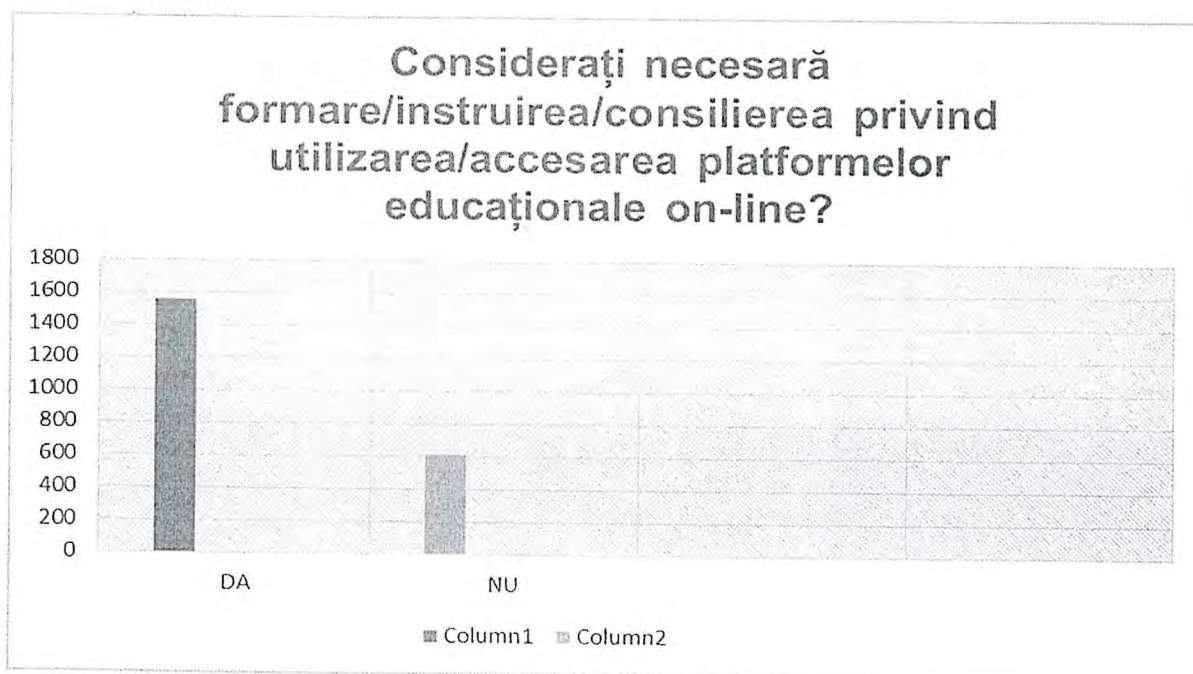 Considerați necesară
formare/instruirea/consilierea privind
utilizarea/accesarea platformelor
educaționale on-line?
1800
1600
1400
1200
1000
800
600
400
200
0
DA NU
Column1 Column2